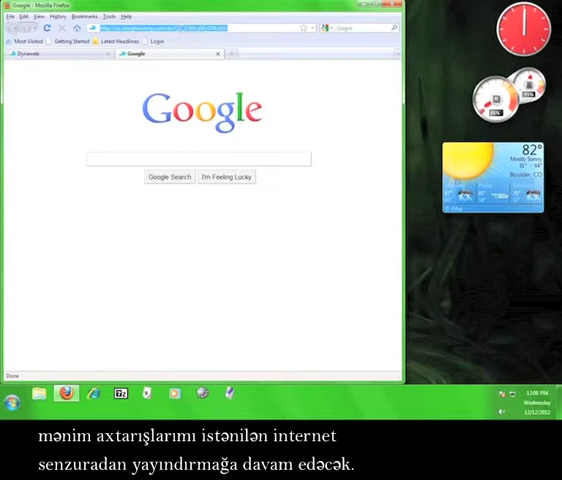 Google - Mozilla Firefox
File Edit View History Bookmarks Tools Help
Google
Most Visited Getting Started Latest Headlines Login
Dynaweb Google
Google
Google Search I'm Feeling Lucky
82°
Mostly Sunny
Boulder, CO
Done
12:00 PM
Wednesday
12/12/2012
mənim axtarışlarımı istənilən internet
senzuradan yayındırmağa davam edəcək.